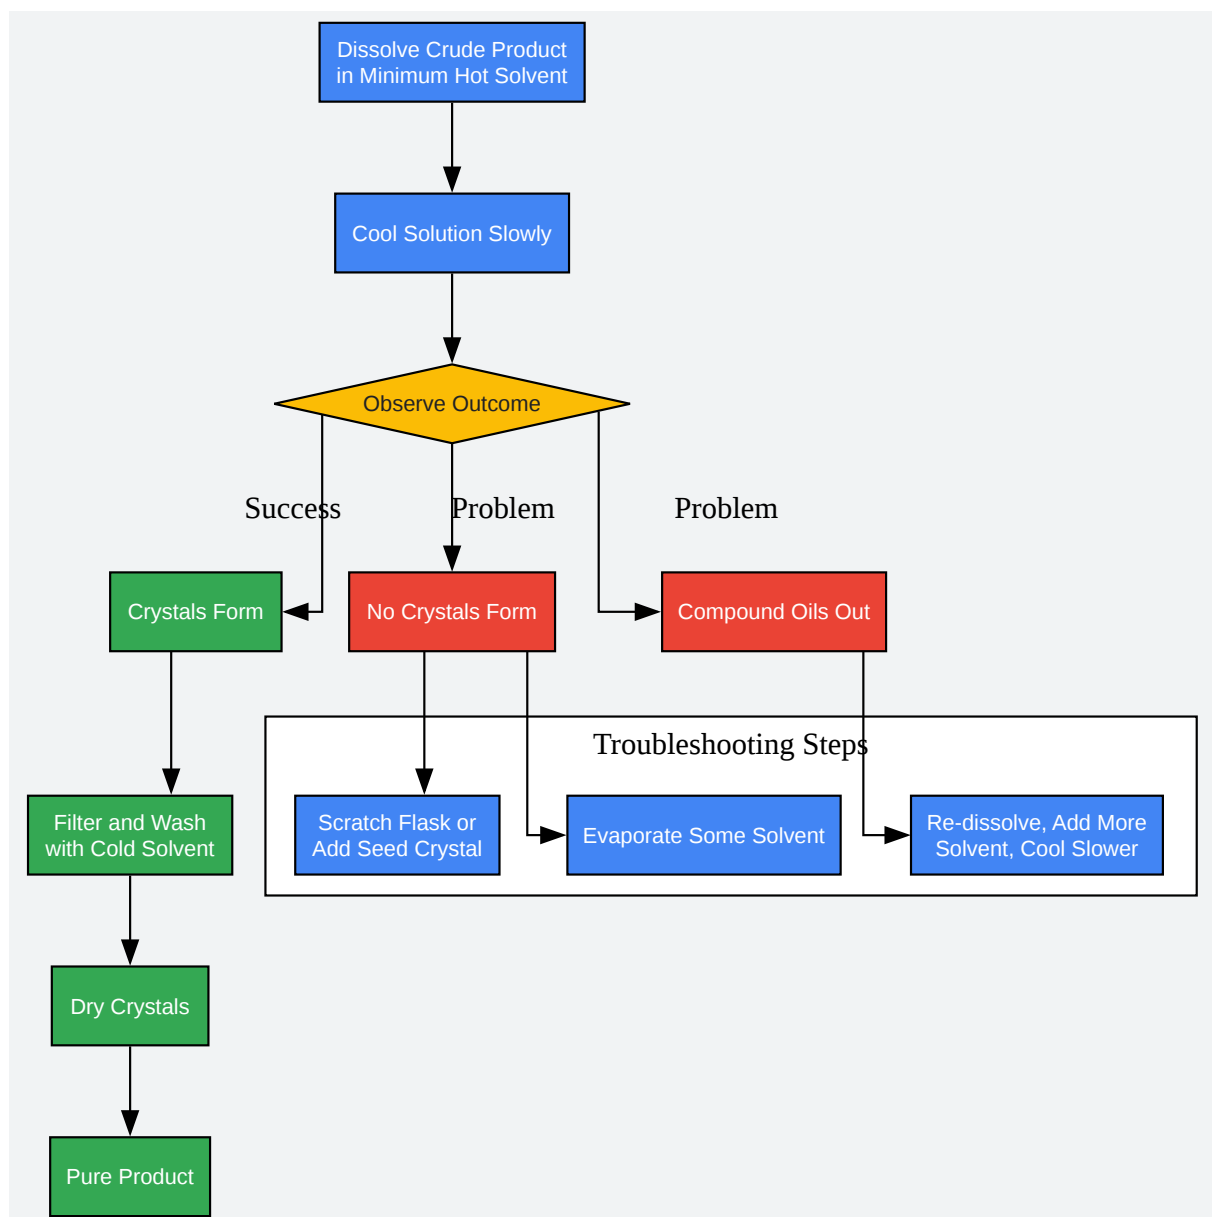 Dissolve Crude Product
in Minimum Hot Solvent
Cool Solution Slowly
Observe Outcome
Success
Problem
Problem
Crystals Form
No Crystals Form
Compound Oils Out
Troubleshooting Steps
Filter and Wash
with Cold Solvent
Scratch Flask or
Add Seed Crystal
Evaporate Some Solvent
Re-dissolve, Add More
Solvent, Cool Slower
Dry Crystals
Pure Product